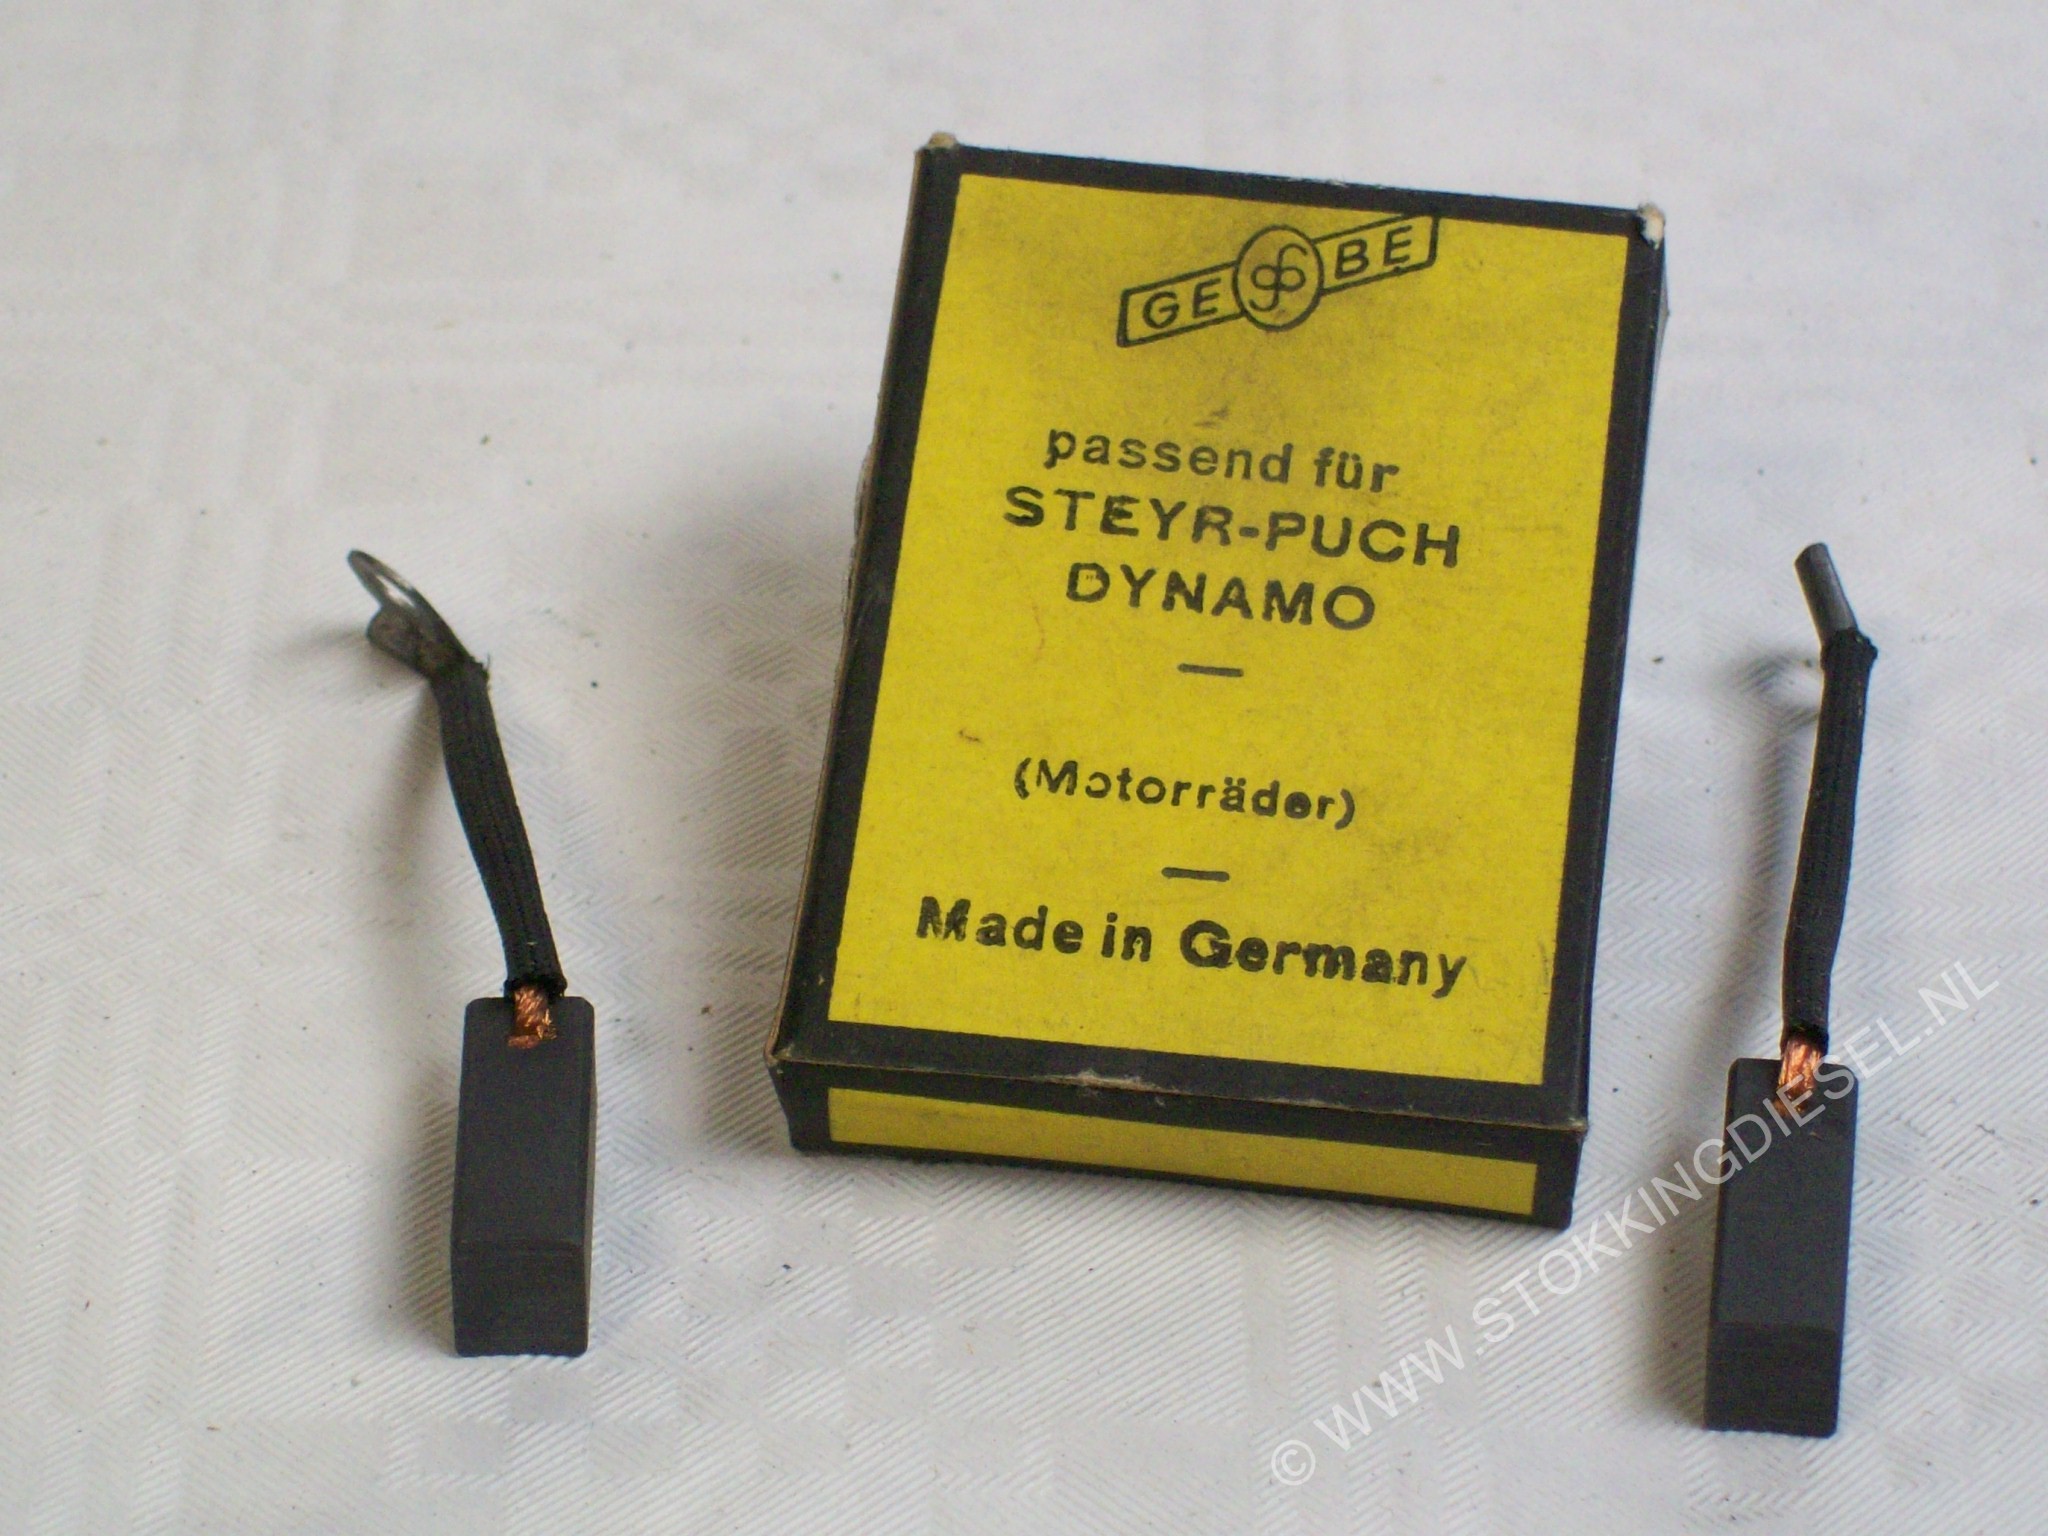 GE BE
passend für
STEYR-PUCH
DYNAMO
(Motorräder)
Made in Germany
© WWW.STOKKINGDIESEL.NL